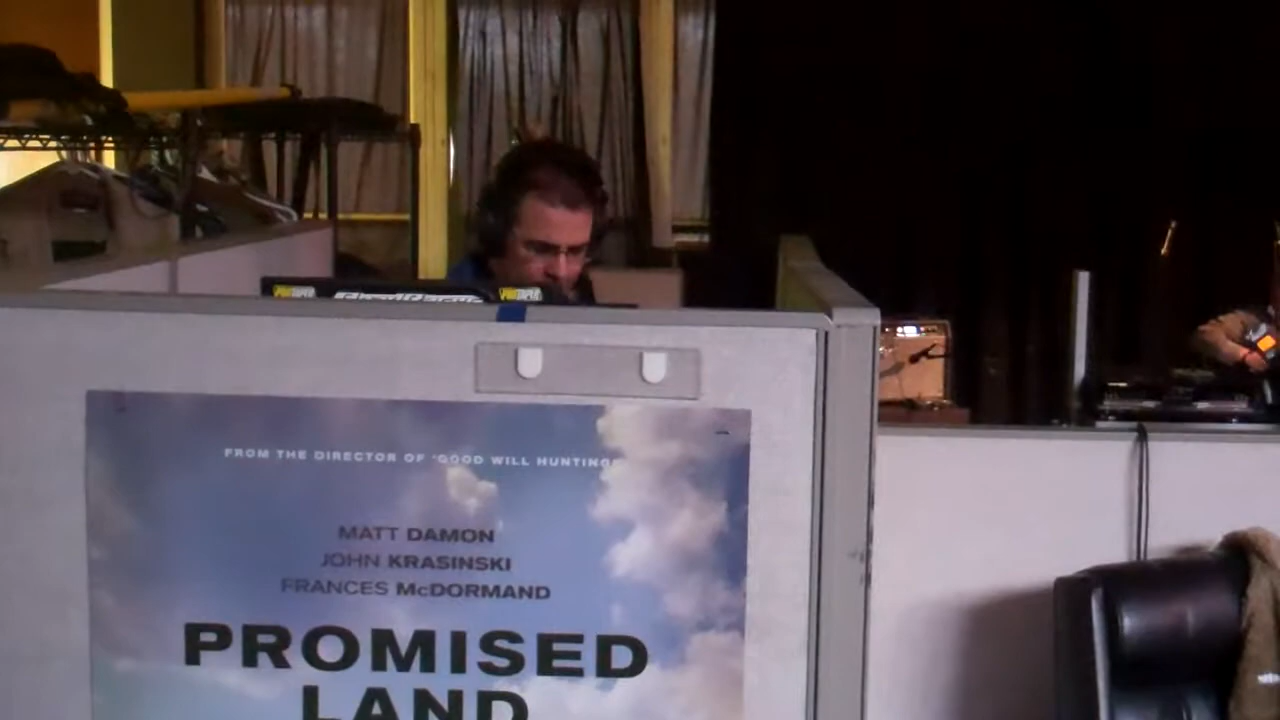 FROM THE DIRECTOR OF 'GOOD WILL HUNTING'
MATT DAMON
JOHN KRASINSKI
FRANCES McDORMAND
PROMISED
LAND